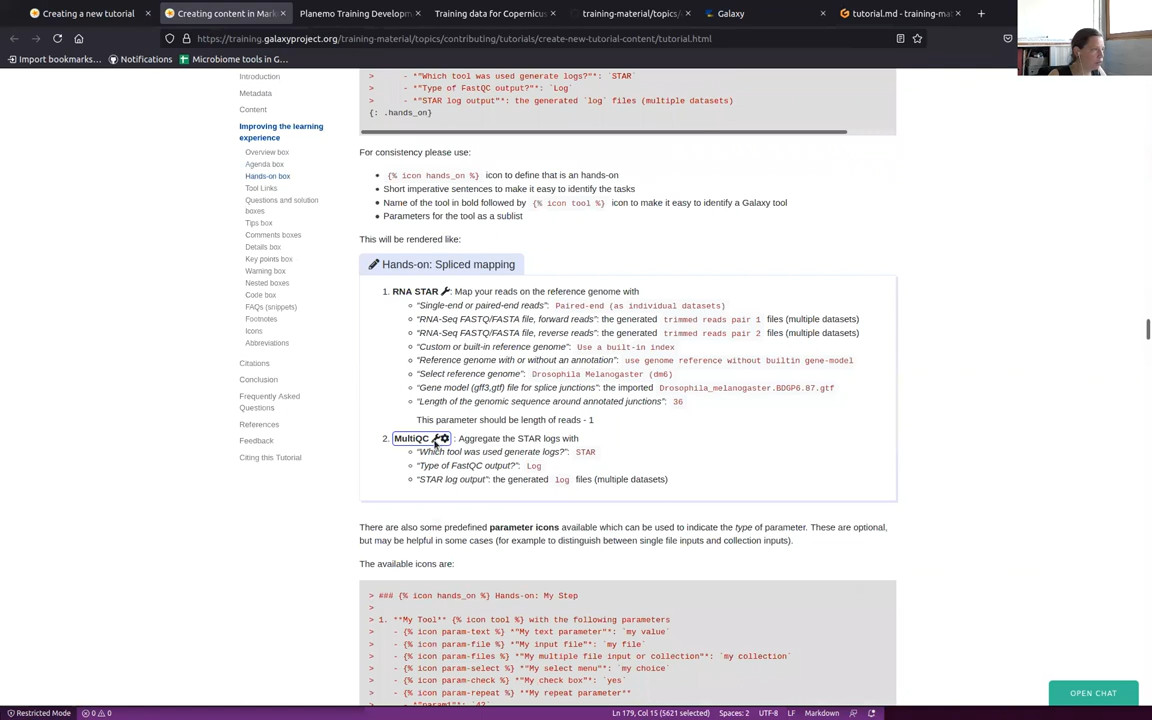 Creating a new tutorial
Creating content in Mark
Planemo Training Developm
Training data for Copernicus
training-material/topics/
Galaxy
tutorial.md - training-ma
https://training.galaxyproject.org/training-material/topics/contributing/tutorials/create-new-tutorial-content/tutorial.html
Import bookmarks...
Notifications
Microbiome tools in G...
Introduction
Metadata
Content
Improving the learning
experience
Overview box
Agenda box
Hands-on box
Tool Links
Questions and solution
boxes
Tips box
Comments boxes
Details box
Key points box
Warning box
Nested boxes
Code box
FAQs (snippets)
Footnotes
Icons
Abbreviations
Citations
Conclusion
Frequently Asked
Questions
References
Feedback
Citing this Tutorial
> - *"Which tool was used generate logs?"*: `STAR`
> - *"Type of FastQC output?"*: `Log`
> - *"STAR log output"*: the generated `log` files (multiple datasets)
{: .hands_on}
For consistency please use:
{% icon hands_on %} icon to define that is an hands-on
Short imperative sentences to make it easy to identify the tasks
Name of the tool in bold followed by {% icon tool %} icon to make it easy to identify a Galaxy tool
Parameters for the tool as a sublist
This will be rendered like:
Hands-on: Spliced mapping
1. RNA STAR : Map your reads on the reference genome with
"Single-end or paired-end reads": Paired-end (as individual datasets)
"RNA-Seq FASTQ/FASTA file, forward reads": the generated trimmed reads pair 1 files (multiple datasets)
"RNA-Seq FASTQ/FASTA file, reverse reads": the generated trimmed reads pair 2 files (multiple datasets)
"Custom or built-in reference genome": Use a built-in index
"Reference genome with or without an annotation": use genome reference without builtin gene-model
"Select reference genome": Drosophila Melanogaster (dm6)
"Gene model (gff3,gtf) file for splice junctions": the imported Drosophila_melanogaster.BDGP6.87.gtf
"Length of the genomic sequence around annotated junctions": 36
This parameter should be length of reads - 1
2. MultiQC : Aggregate the STAR logs with
"Which tool was used generate logs?": STAR
"Type of FastQC output?": Log
"STAR log output": the generated log files (multiple datasets)
There are also some predefined parameter icons available which can be used to indicate the type of parameter. These are optional,
but may be helpful in some cases (for example to distinguish between single file inputs and collection inputs).
The available icons are:
> ### {% icon hands_on %} Hands-on: My Step
>
> 1. **My Tool** {% icon tool %} with the following parameters
> - {% icon param-text %} *"My text parameter"*: `my value`
> - {% icon param-file %} *"My input file"*: `my file`
> - {% icon param-files %} *"My multiple file input or collection"*: `my collection`
> - {% icon param-select %} *"My select menu"*: `my choice`
> - {% icon param-check %} *"My check box"*: `yes`
> - {% icon param-repeat %} **My repeat parameter**
> - *"param1"*: `42`
OPEN CHAT
Restricted Mode
0
0
Ln 179, Col 15 (5621 selected)
Spaces: 2
UTF-8
LF
Markdown